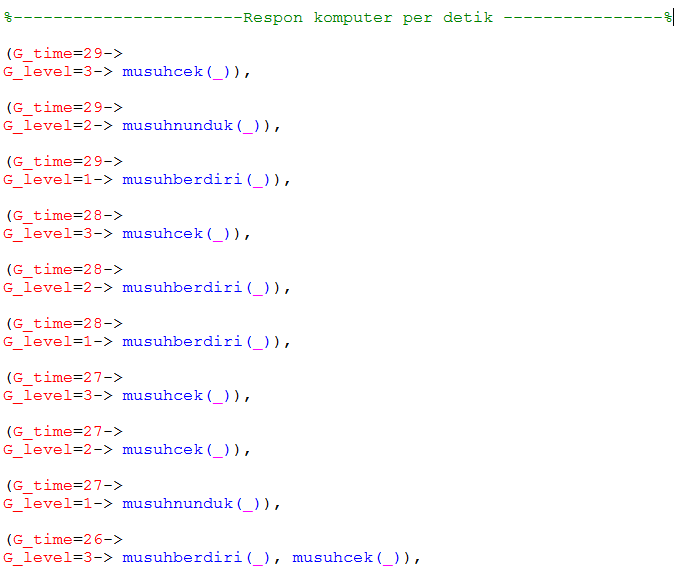 %-----------------------Respon komputer per detik ----------------%
(G_time=29->
G_level=3-> musuhcek(_)),
(G_time=29->
G_level=2-> musuhnunduk(_)),
(G_time=29->
G_level=1-> musuhberdiri(_)),
(G_time=28->
G_level=3-> musuhcek(_)),
(G_time=28->
G_level=2-> musuhberdiri(_)),
(G_time=28->
G_level=1-> musuhberdiri(_)),
(G_time=27->
G_level=3-> musuhcek(_)),
(G_time=27->
G_level=2-> musuhcek(_)),
(G_time=27->
G_level=1-> musuhnunduk(_)),
(G_time=26->
G_level=3-> musuhberdiri(_), musuhcek(_)),